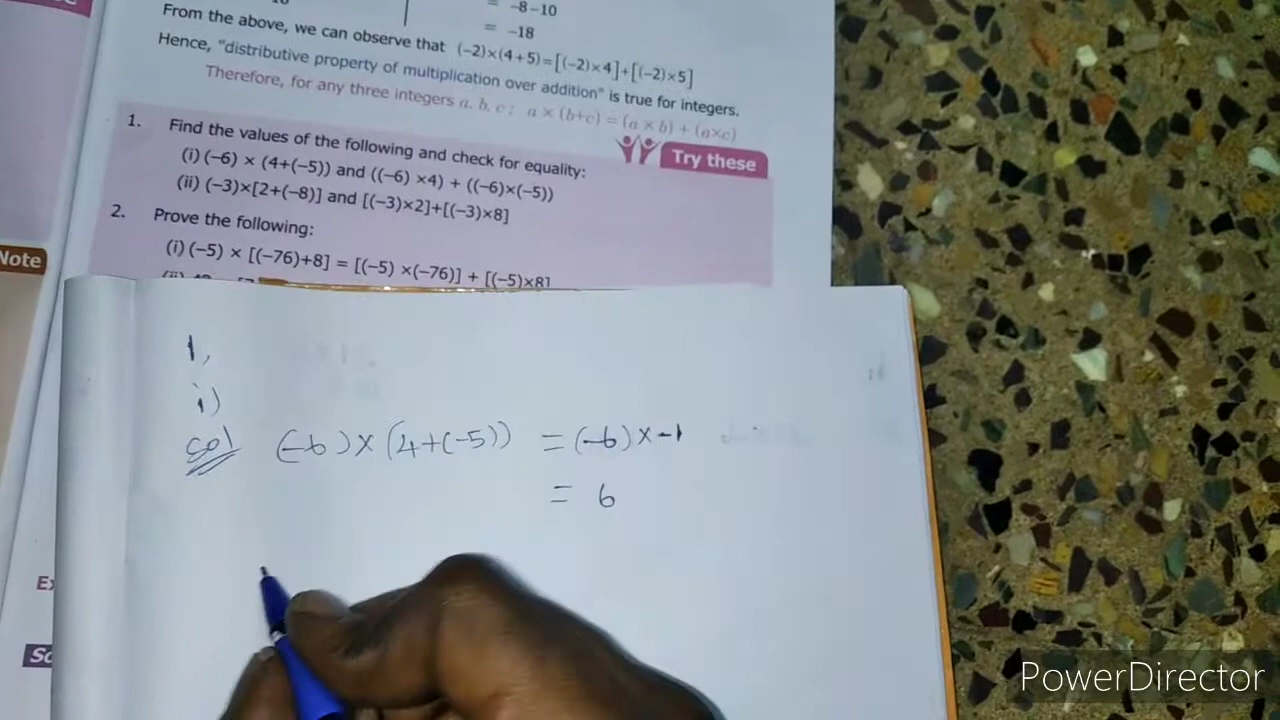 = -8-10
= -18
From the above, we can observe that (-2)×(4+5)=[(-2)×4]+[(-2)×5]
Hence, "distributive property of multiplication over addition" is true for integers.
Therefore, for any three integers a, b, c ; a × (b+c) = (a × b) + (a×c)
Try these
1. Find the values of the following and check for equality:
(i) (-6) × (4+(-5)) and ((-6) ×4) + ((-6)×(-5))
(ii) (-3)×[2+(-8)] and [(-3)×2]+[(-3)×8]
2. Prove the following:
(i) (-5) × [(-76)+8] = [(-5) ×(-76)] + [(-5)×8]
(ii)
Note
1,
i)
sol (-6)×(4+(-5)) = (-6)×-1
= 6
PowerDirector